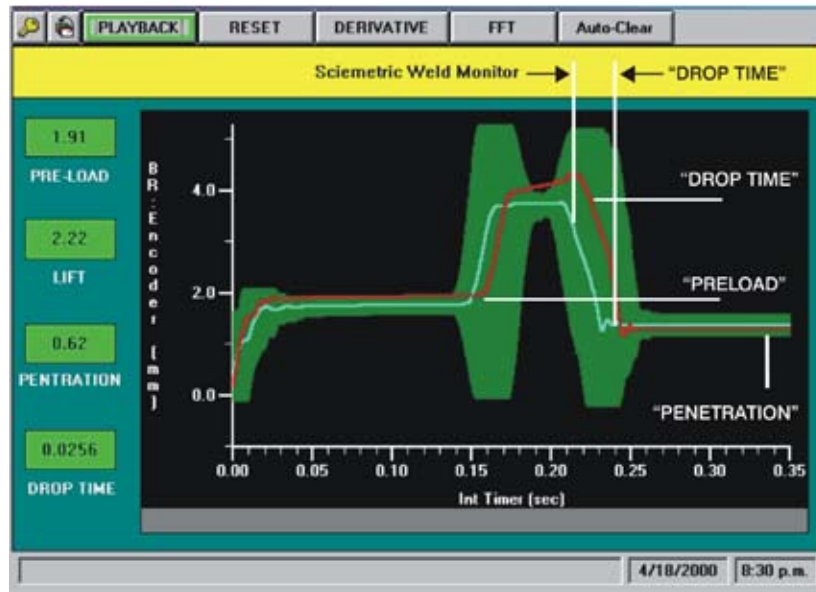 PLAYBACK RESET DERIVATIVE FFT Auto-Clear
Sciemetric Weld Monitor "DROP TIME"
1.91
PRE-LOAD
2.22
LIFT
0.62
PENTRATION
0.0256
DROP TIME
BR:Encoder [mm]
4.0
2.0
0.0
"DROP TIME"
"PRELOAD"
"PENETRATION"
0.00 0.05 0.10 0.15 0.20 0.25 0.30 0.35
Int Timer [sec]
4/18/2000 8:30 p.m.